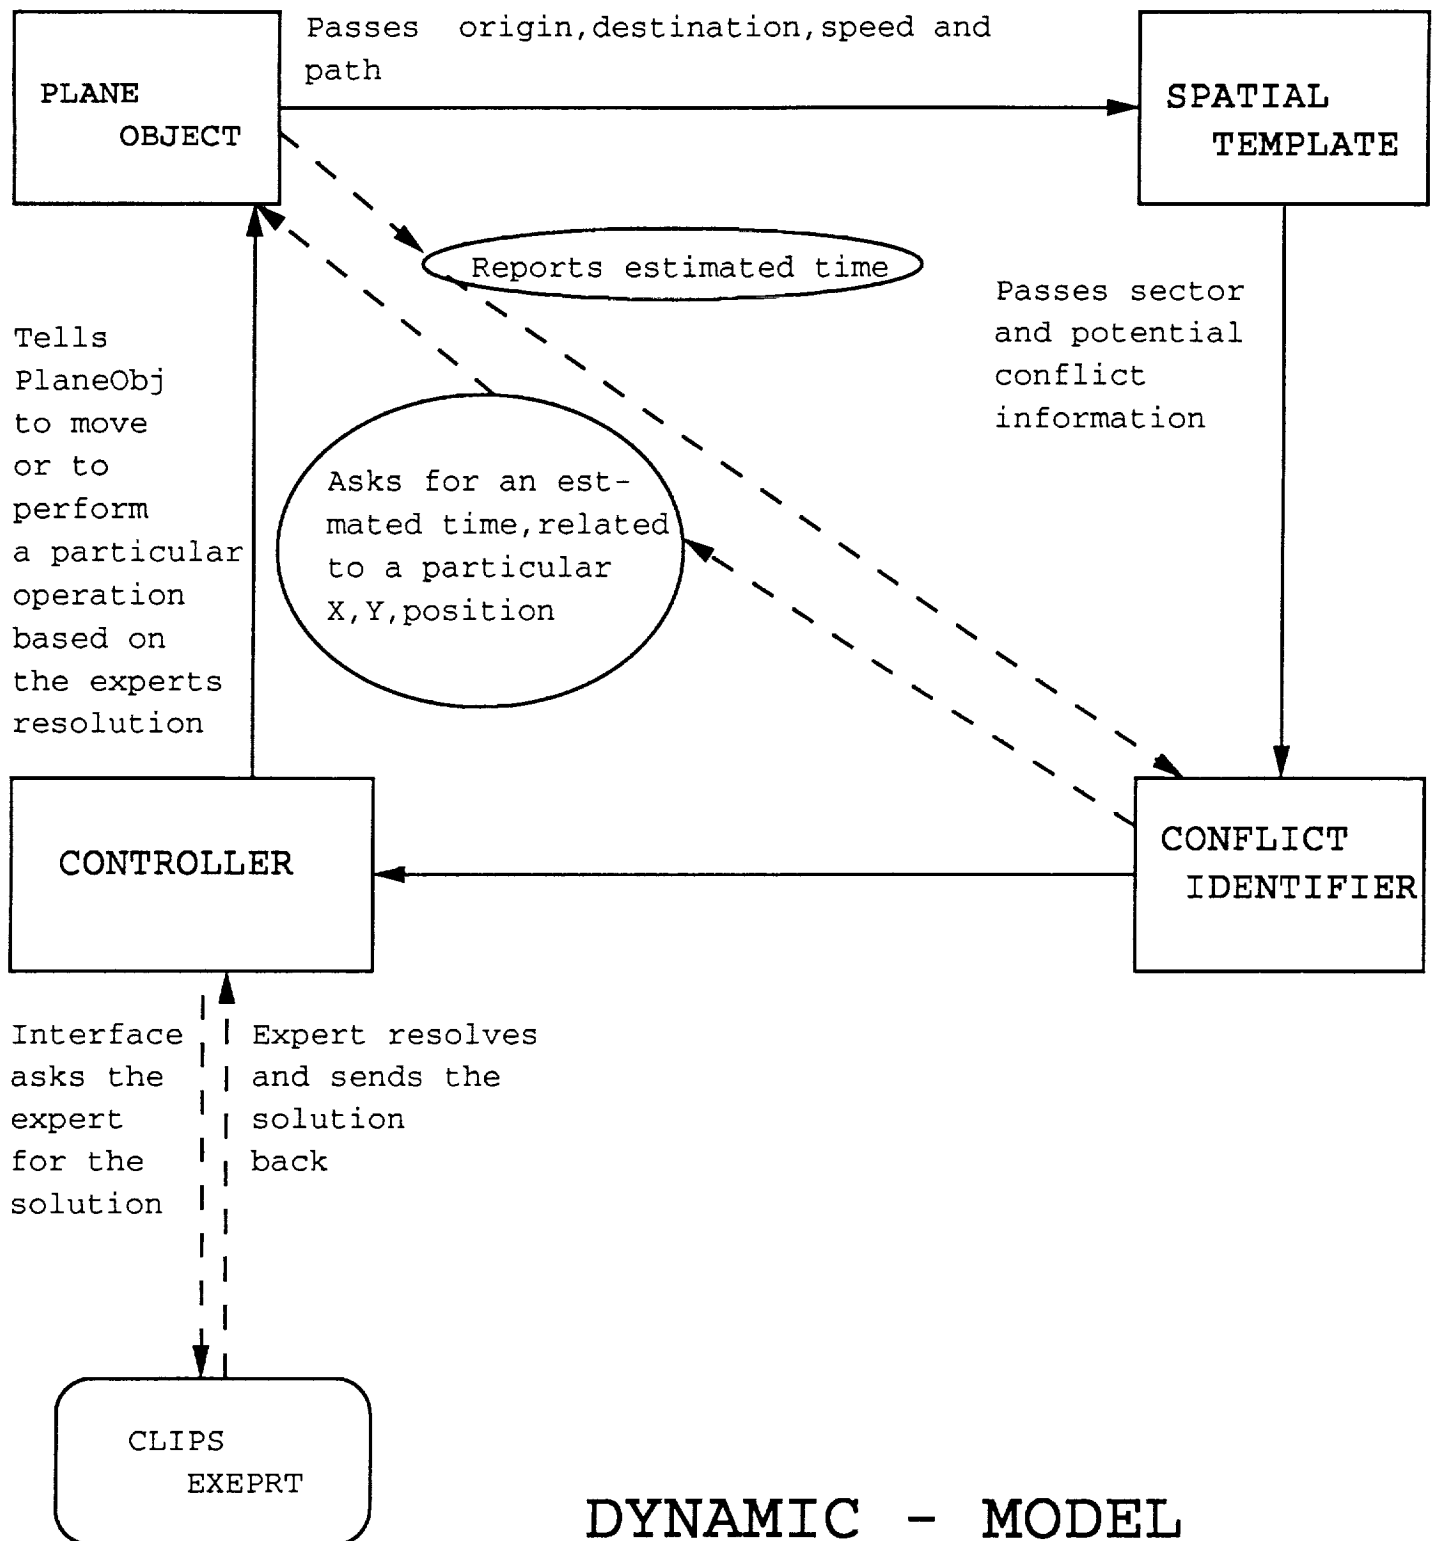 Passes origin,destination,speed and
path
PLANE
OBJECT
SPATIAL
TEMPLATE
Reports estimated time
Passes sector
and potential
conflict
information
Tells
PlaneObj
to move
or to
perform
a particular
operation
based on
the experts
resolution
Asks for an est-
mated time,related
to a particular
X,Y,position
CONTROLLER
CONFLICT
IDENTIFIER
Interface
asks the
expert
for the
solution
Expert resolves
and sends the
solution
back
CLIPS
EXEPRT
DYNAMIC - MODEL